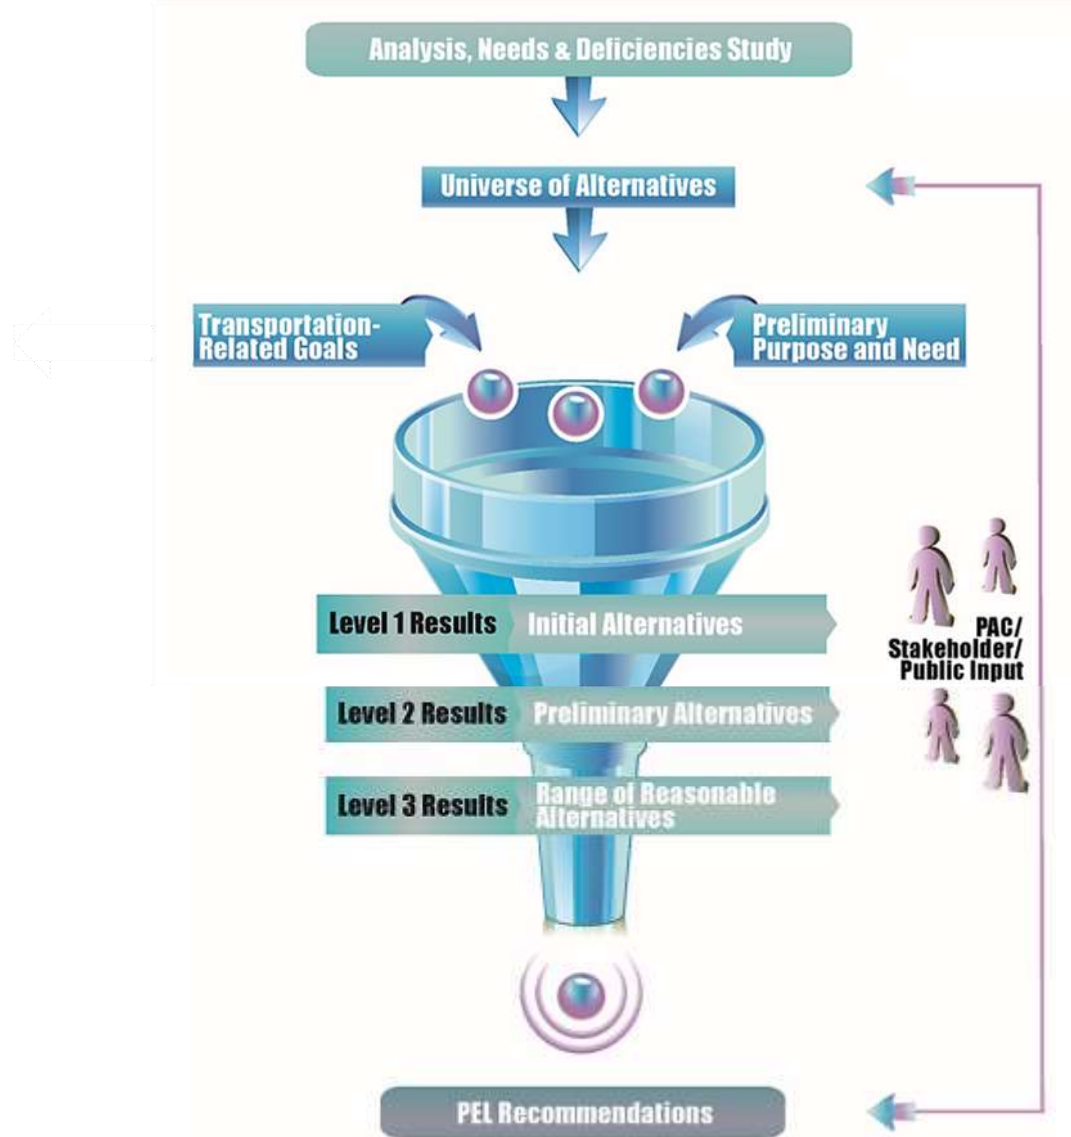 Analysis, Needs & Deficiencies Study
Universe of Alternatives
Transportation-
Related Goals
Preliminary
Purpose and Need
Level 1 Results
Initial Alternatives
PAC/
Stakeholder/
Public Input
Level 2 Results
Preliminary Alternatives
Level 3 Results
Range of Reasonable
Alternatives
PEL Recommendations